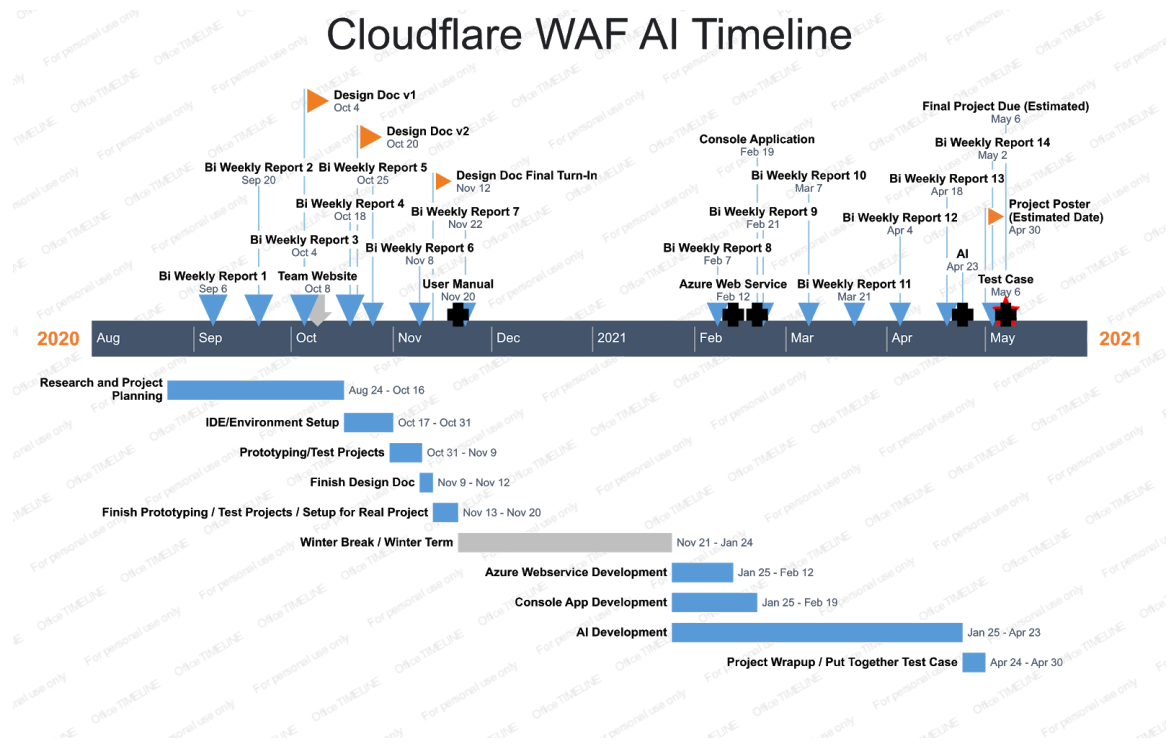 Cloudflare WAF AI Timeline
Design Doc v1
Oct 4
Design Doc v2
Oct 20
Bi Weekly Report 2
Sep 20
Bi Weekly Report 5
Oct 25
Design Doc Final Turn-In
Nov 12
Bi Weekly Report 4
Oct 18
Bi Weekly Report 7
Nov 22
Bi Weekly Report 3
Oct 4
Bi Weekly Report 6
Nov 8
Bi Weekly Report 1
Sep 6
Team Website
Oct 8
User Manual
Nov 20
Final Project Due (Estimated)
May 6
Console Application
Feb 19
Bi Weekly Report 14
May 2
Bi Weekly Report 10
Mar 7
Bi Weekly Report 13
Apr 18
Bi Weekly Report 9
Feb 21
Bi Weekly Report 12
Apr 4
Project Poster
(Estimated Date)
Apr 30
Bi Weekly Report 8
Feb 7
AI
Apr 23
Azure Web Service
Feb 12
Bi Weekly Report 11
Mar 21
Test Case
May 6
2020
Aug
Sep
Oct
Nov
Dec
2021
Feb
Mar
Apr
May
2021
Research and Project
Planning
Aug 24 - Oct 16
IDE/Environment Setup
Oct 17 - Oct 31
Prototyping/Test Projects
Oct 31 - Nov 9
Finish Design Doc
Nov 9 - Nov 12
Finish Prototyping / Test Projects / Setup for Real Project
Nov 13 - Nov 20
Winter Break / Winter Term
Nov 21 - Jan 24
Azure Webservice Development
Jan 25 - Feb 12
Console App Development
Jan 25 - Feb 19
AI Development
Jan 25 - Apr 23
Project Wrapup / Put Together Test Case
Apr 24 - Apr 30
For personal use only
Office TIMELINE